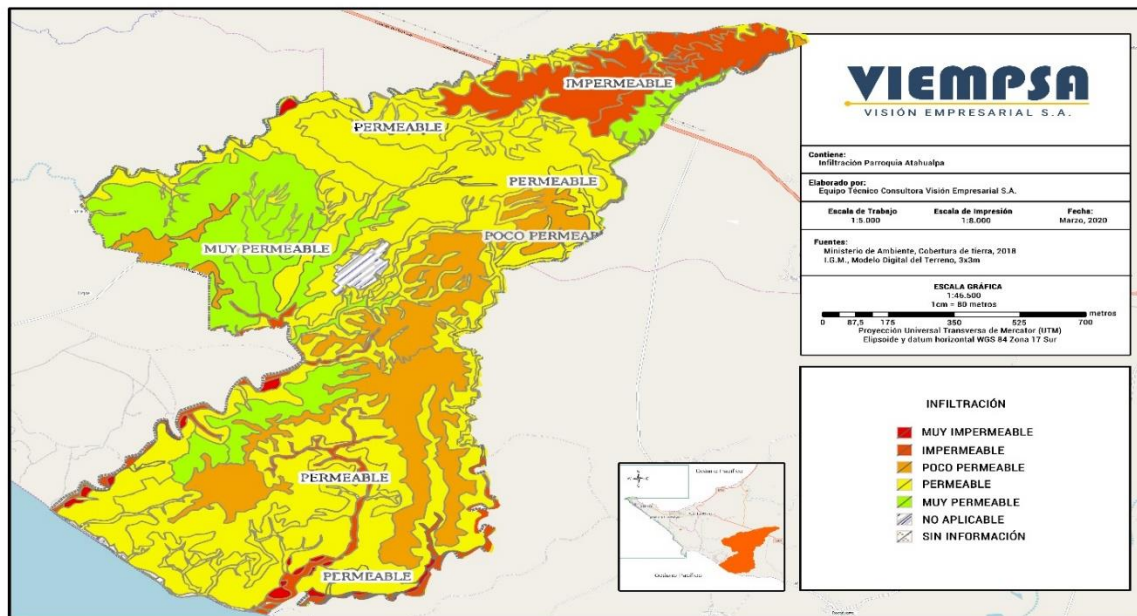 IMPERMEABLE
PERMEABLE
PERMEABLE
POCO PERMEAB
MUY PERMEABLE
PERMEABLE
PERMEABLE
VIEMPSA
VISIÓN EMPRESARIAL S.A.
Contiene:
Infiltración Parroquia Atahualpa
Elaborado por:
Equipo Técnico Consultora Visión Empresarial S.A.
Escala de Trabajo
1:5.000
Escala de Impresión
1:8.000
Fecha:
Marzo, 2020
Fuentes:
Ministerio de Ambiente, Cobertura de tierra, 2018
I.G.M., Modelo Digital del Terreno, 3x3m
ESCALA GRÁFICA
1:46.500
1cm = 80 metros
metros
0 87,5 175 350 525 700
Proyección Universal Transversa de Mercator (UTM)
Elipsoide y datum horizontal WGS 84 Zona 17 Sur
INFILTRACIÓN
MUY IMPERMEABLE
IMPERMEABLE
POCO PERMEABLE
PERMEABLE
MUY PERMEABLE
NO APLICABLE
SIN INFORMACIÓN